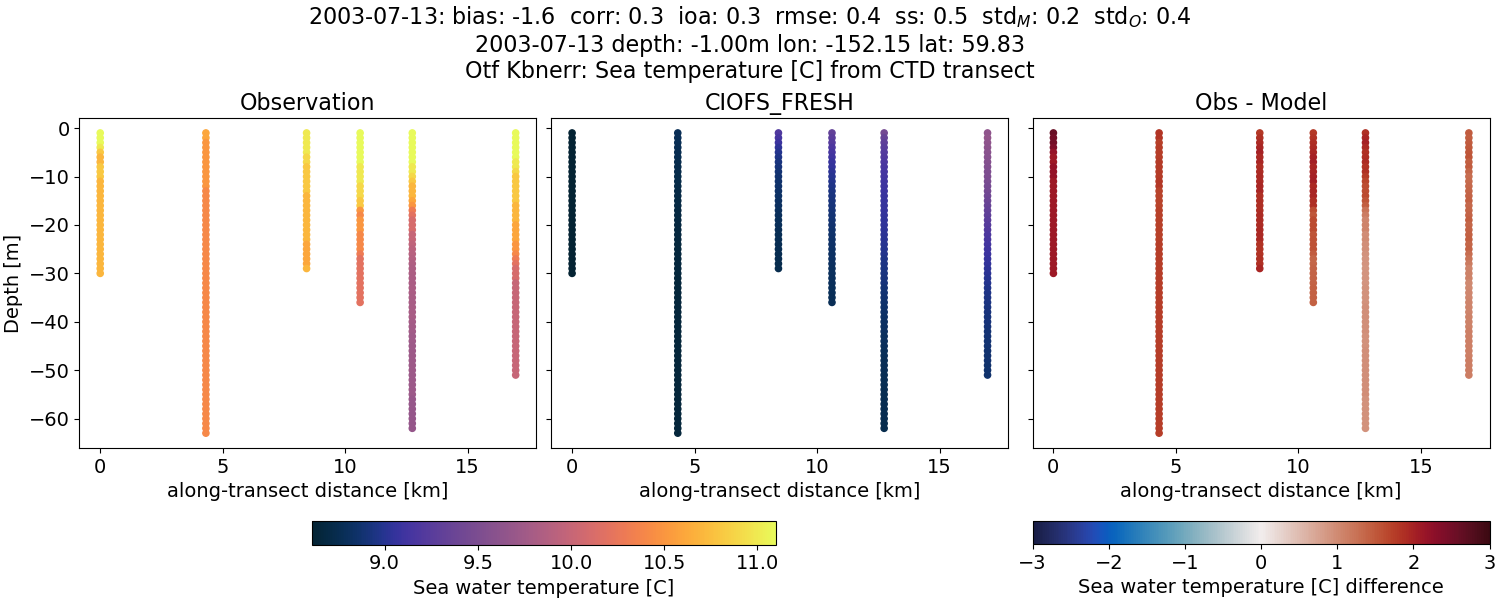 2003-07-13: bias: -1.6  corr: 0.3  ioa: 0.3  rmse: 0.4  ss: 0.5  std_M: 0.2  std_O: 0.4
2003-07-13 depth: -1.00m lon: -152.15 lat: 59.83
Otf Kbnerr: Sea temperature [C] from CTD transect
Observation
CIOFS_FRESH
Obs - Model
0
−10
−20
−30
−40
−50
−60
Depth [m]
0 5 10 15
0 5 10 15
0 5 10 15
along-transect distance [km]
along-transect distance [km]
along-transect distance [km]
9.0 9.5 10.0 10.5 11.0
Sea water temperature [C]
−3 −2 −1 0 1 2 3
Sea water temperature [C] difference